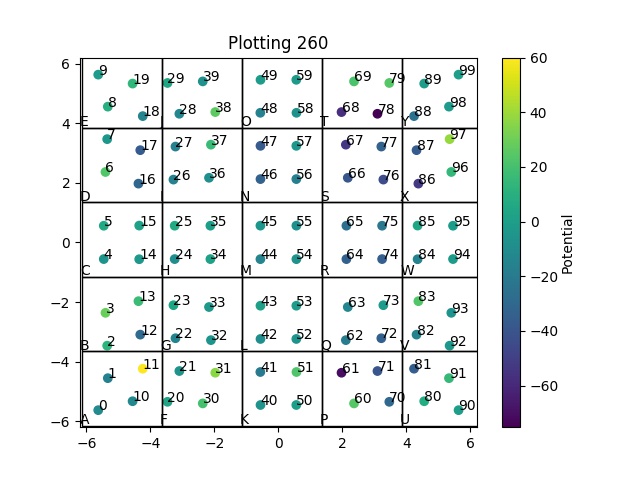 Plotting 260
6
9 19 29 39 49 59 69 79 89 99
8 18 28 38 48 58 68 78 88 98
4 E O T Y
7 17 27 37 47 57 67 77 87 97
6 16 26 36 46 56 66 76 86 96
2 D N S X
5 15 25 35 45 55 65 75 85 95
0 4 14 24 34 44 54 64 74 84 94
C H M R W
−2 3 13 23 33 43 53 63 73 83 93
2 12 22 32 42 52 62 72 82 92
B G L Q V
−4 1 11 21 31 41 51 61 71 81 91
0 10 20 30 40 50 60 70 80 90
−6 A F K P U
−6 −4 −2 0 2 4 6
60
40
20
0
−20
−40
−60
Potential